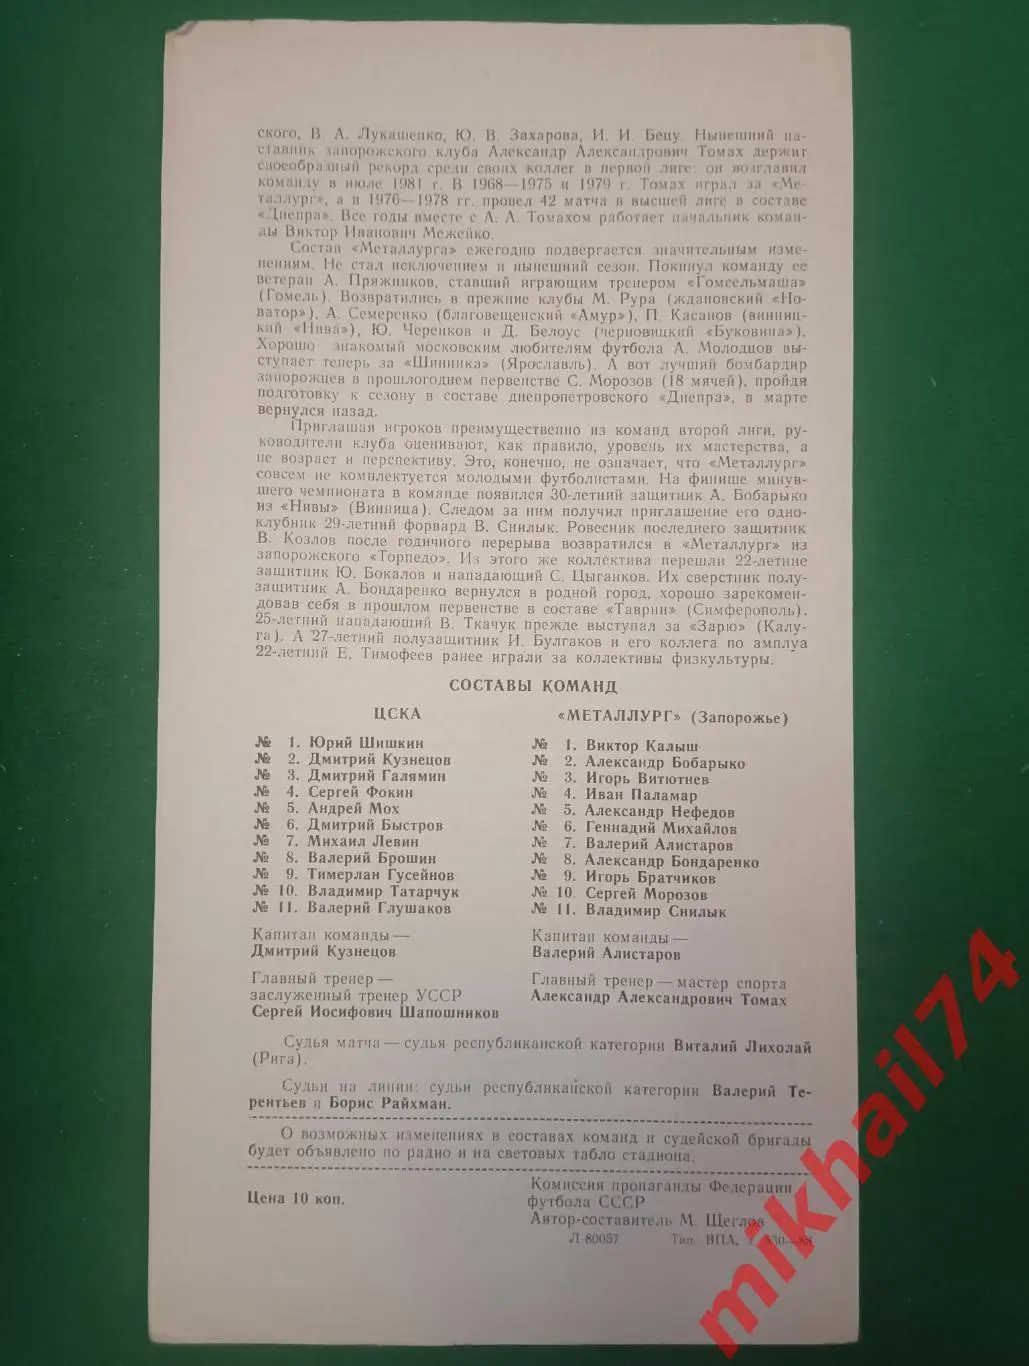 ского, В. А. Лукашенко, Ю. В. Захарова, И. И. Бецу. Нынешний на-
ставник запорожского клуба Александр Александрович Томах держит
своеобразный рекорд среди своих коллег в первой лиге: он возглавил
команду в июле 1981 г. В 1968—1975 и 1979 г. Томах играл за «Ме-
таллург», а в 1976—1978 гг. провел 42 матча в высшей лиге в составе
«Днепра». Все годы вместе с А. А. Томахом работает начальник коман-
ды Виктор Иванович Межейко.
Состав «Металлурга» ежегодно подвергается значительным изме-
нениям. Не стал исключением и нынешний сезон. Покинул команду ее
ветеран А. Пряжников, ставший играющим тренером «Гомсельмаша»
(Гомель). Возвратились в прежние клубы М. Рура (ждановский «Но-
ватор»), А. Семеренко (благовещенский «Амур»), П. Касанов (винниц-
кий «Нива»), Ю. Черенков и Д. Белоус (черновицкий «Буковина»).
Хорошо знакомый московским любителям футбола А. Молодцов вы-
ступает теперь за «Шинника» (Ярославль). А вот лучший бомбардир
запорожцев в прошлогоднем первенстве С. Морозов (18 мячей), пройдя
подготовку к сезону в составе днепропетровского «Днепра», в марте
вернулся назад.
Приглашая игроков преимущественно из команд второй лиги, ру-
ководители клуба оценивают, как правило, уровень их мастерства, а
не возраст и перспективу. Это, конечно, не означает, что «Металлург»
совсем не комплектуется молодыми футболистами. На финише минув-
шего чемпионата в команде появился 30-летний защитник А. Бобарыко
из «Нивы» (Винница). Следом за ним получил приглашение его одно-
клубник 29-летний форвард В. Снилык. Ровесник последнего защитник
В. Козлов после годичного перерыва возвратился в «Металлург» из
запорожского «Торпедо». Из этого же коллектива перешли 22-летние
защитник Ю. Бокалов и нападающий С. Цыганков. Их сверстник полу-
защитник А. Бондаренко вернулся в родной город, хорошо зарекомен-
довав себя в прошлом первенстве в составе «Таврии» (Симферополь).
25-летний нападающий В. Ткачук прежде выступал за «Зарю» (Калу-
га). А 27-летний полузащитник И. Булгаков и его коллега по амплуа
22-летний Е. Тимофеев ранее играли за коллективы физкультуры.
СОСТАВЫ КОМАНД
ЦСКА
№ 1. Юрий Шишкин
№ 2. Дмитрий Кузнецов
№ 3. Дмитрий Галямин
№ 4. Сергей Фокин
№ 5. Андрей Мох
№ 6. Дмитрий Быстров
№ 7. Михаил Левин
№ 8. Валерий Брошин
№ 9. Тимерлан Гусейнов
№ 10. Владимир Татарчук
№ 11. Валерий Глушаков
Капитан команды —
Дмитрий Кузнецов
Главный тренер —
заслуженный тренер УССР
Сергей Иосифович Шапошников
«МЕТАЛЛУРГ» (Запорожье)
№ 1. Виктор Калыш
№ 2. Александр Бобарыко
№ 3. Игорь Витютнев
№ 4. Иван Паламар
№ 5. Александр Нефедов
№ 6. Геннадий Михайлов
№ 7. Валерий Алистаров
№ 8. Александр Бондаренко
№ 9. Игорь Братчиков
№ 10. Сергей Морозов
№ 11. Владимир Снилык
Капитан команды —
Валерий Алистаров
Главный тренер — мастер спорта
Александр Александрович Томах
Судья матча — судья республиканской категории Виталий Лихолай
(Рига).
Судьи на линии: судьи республиканской категории Валерий Те-
рентьев и Борис Райхман.
О возможных изменениях в составах команд и судейской бригады
будет объявлено по радио и на световых табло стадиона.
Цена 10 коп.
Комиссия пропаганды Федерации
футбола СССР
Автор-составитель М. Щеглов
Л-80057 Тип. ВПА,
mikhail74